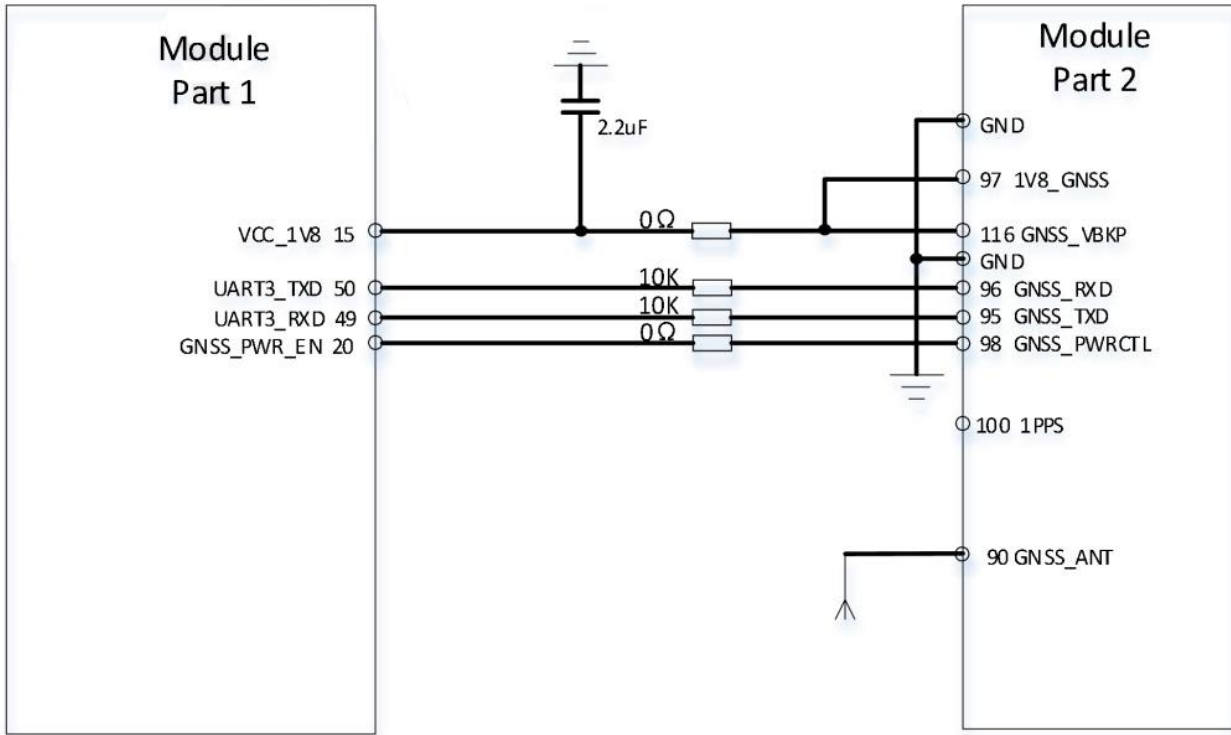 Module
Part 1
Module
Part 2
2.2uF
GND
97 1V8_GNSS
VCC_1V8 15
0Ω
116 GNSS_VBKP
GND
UART3_TXD 50
10K
96 GNSS_RXD
UART3_RXD 49
10K
95 GNSS_TXD
GNSS_PWR_EN 20
0Ω
98 GNSS_PWRCTL
100 1PPS
90 GNSS_ANT